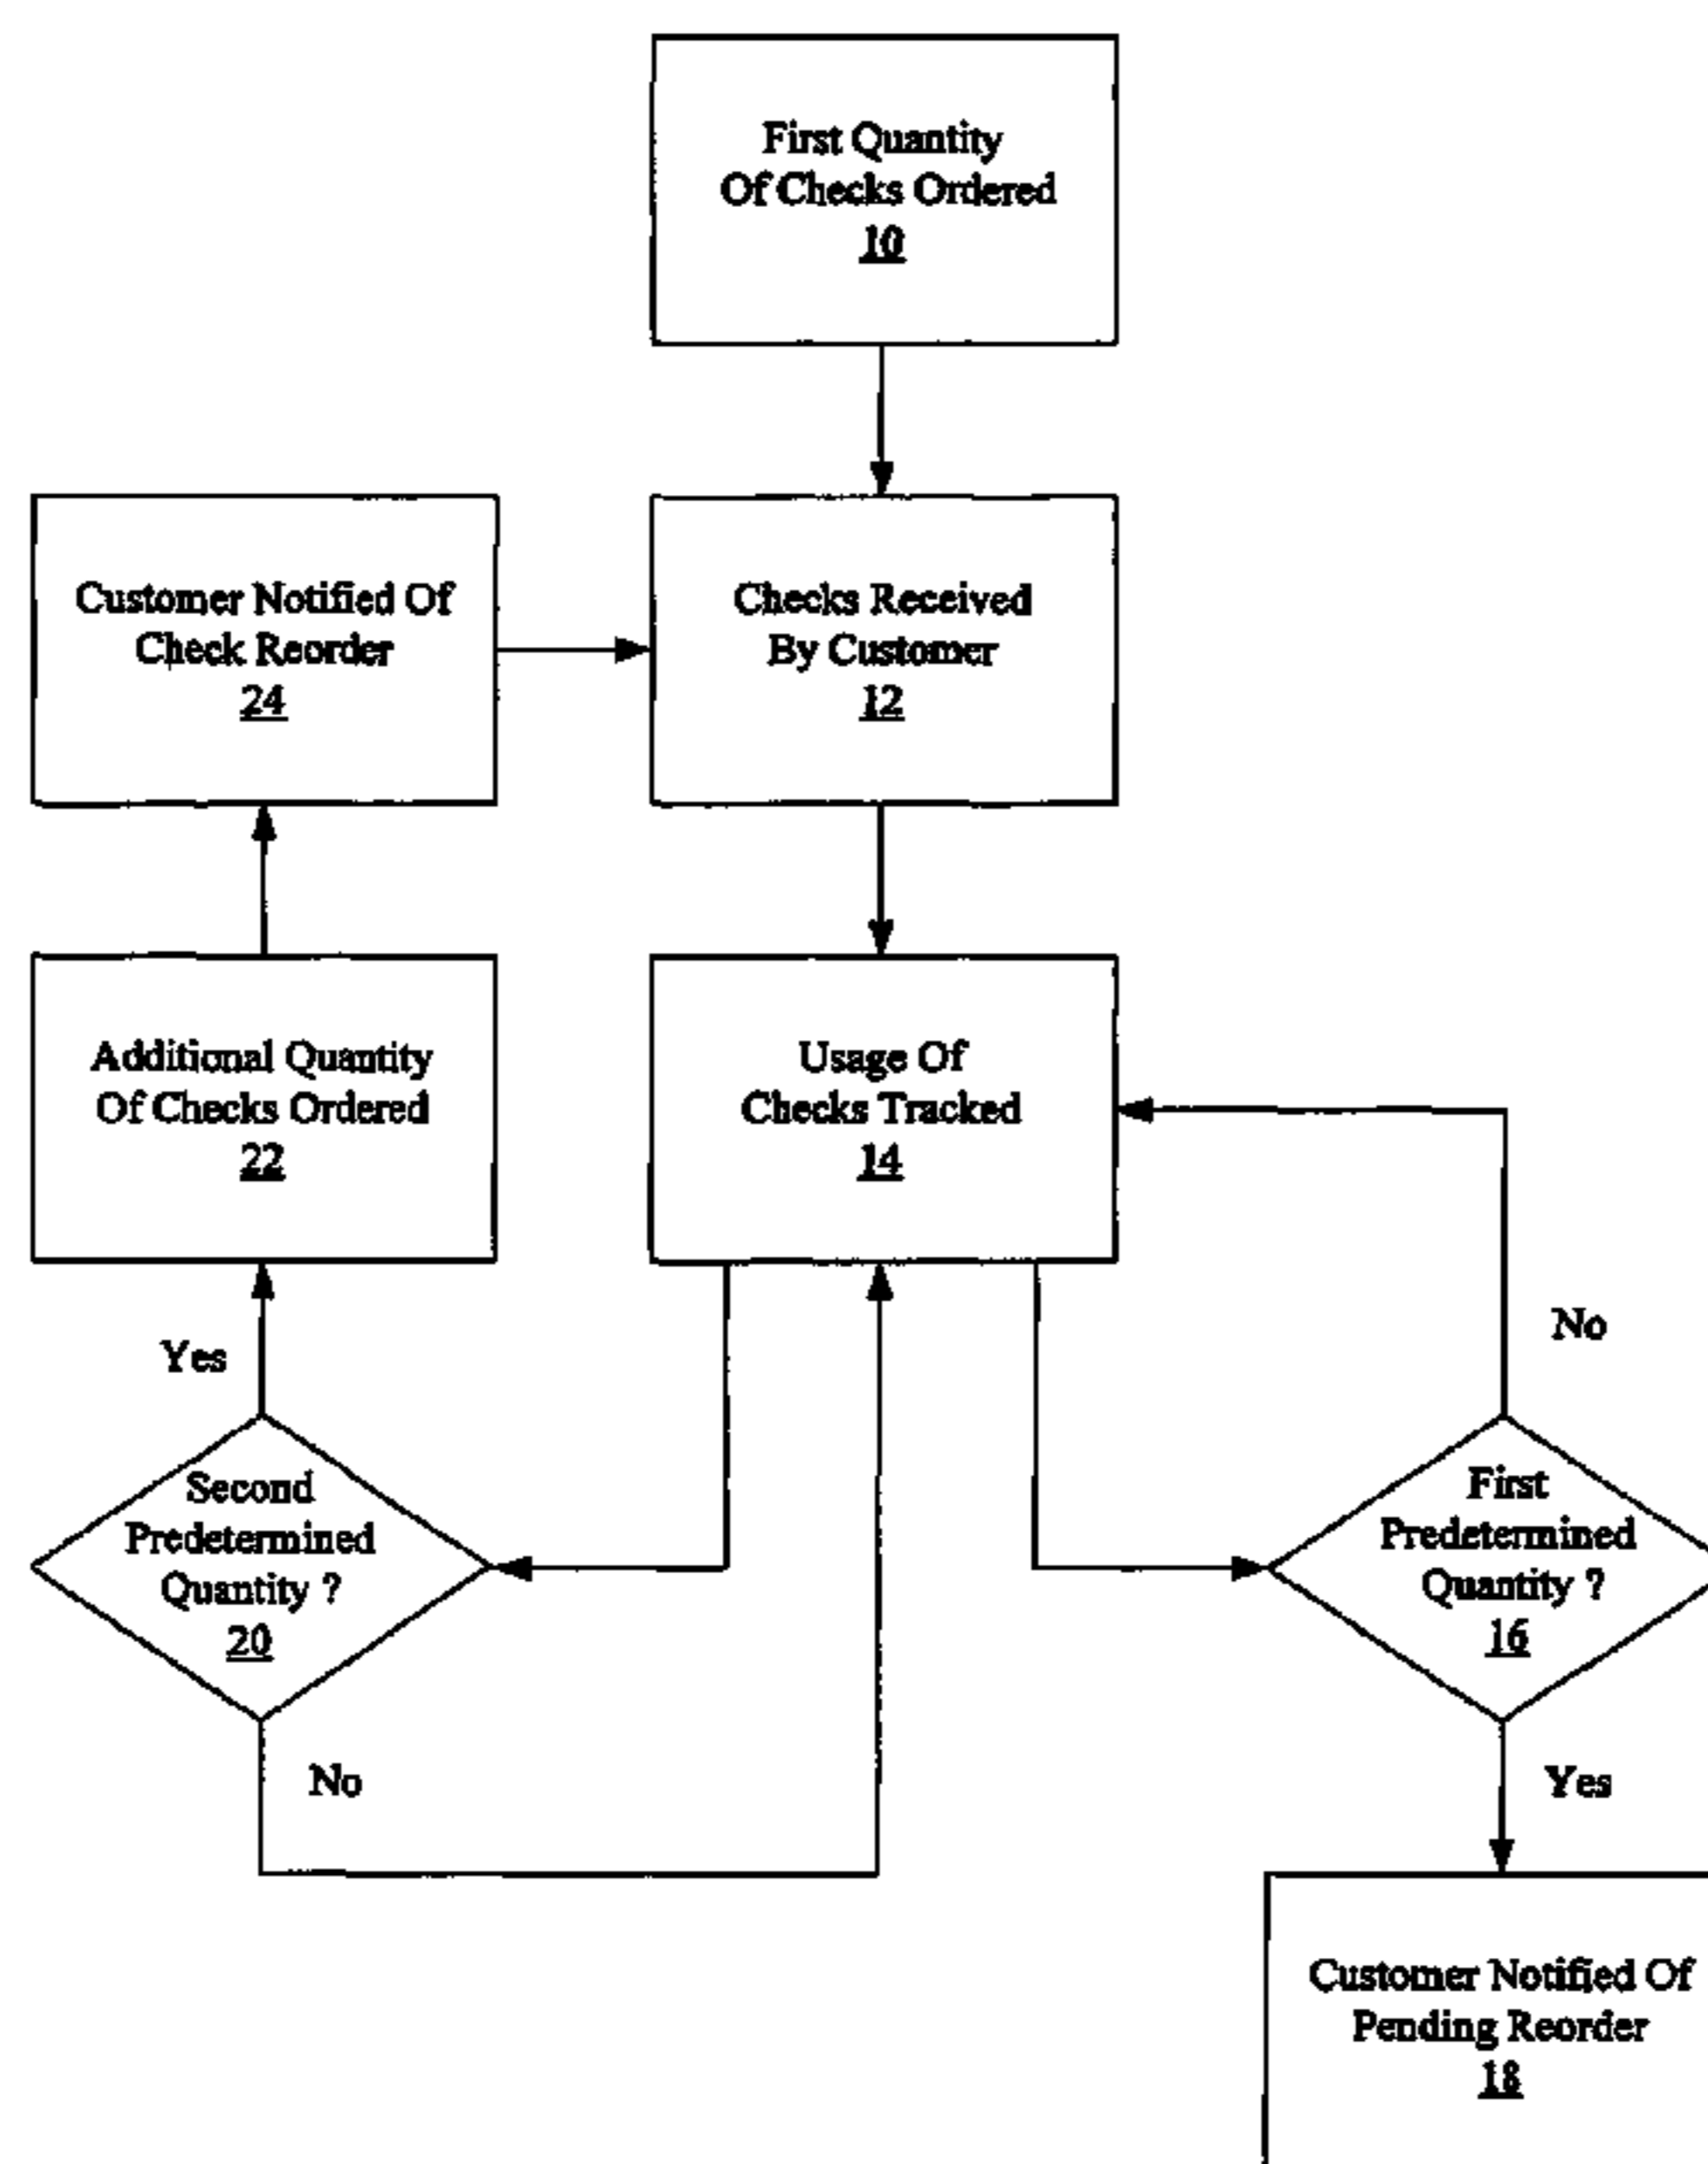 First Quantity
Of Checks Ordered
10
Customer Notified Of
Check Reorder
24
Checks Received
By Customer
12
Additional Quantity
Of Checks Ordered
22
Usage Of
Checks Tracked
14
Yes
No
Second
Predetermined
Quantity ?
20
First
Predetermined
Quantity ?
16
No
Yes
Customer Notified Of
Pending Reorder
18